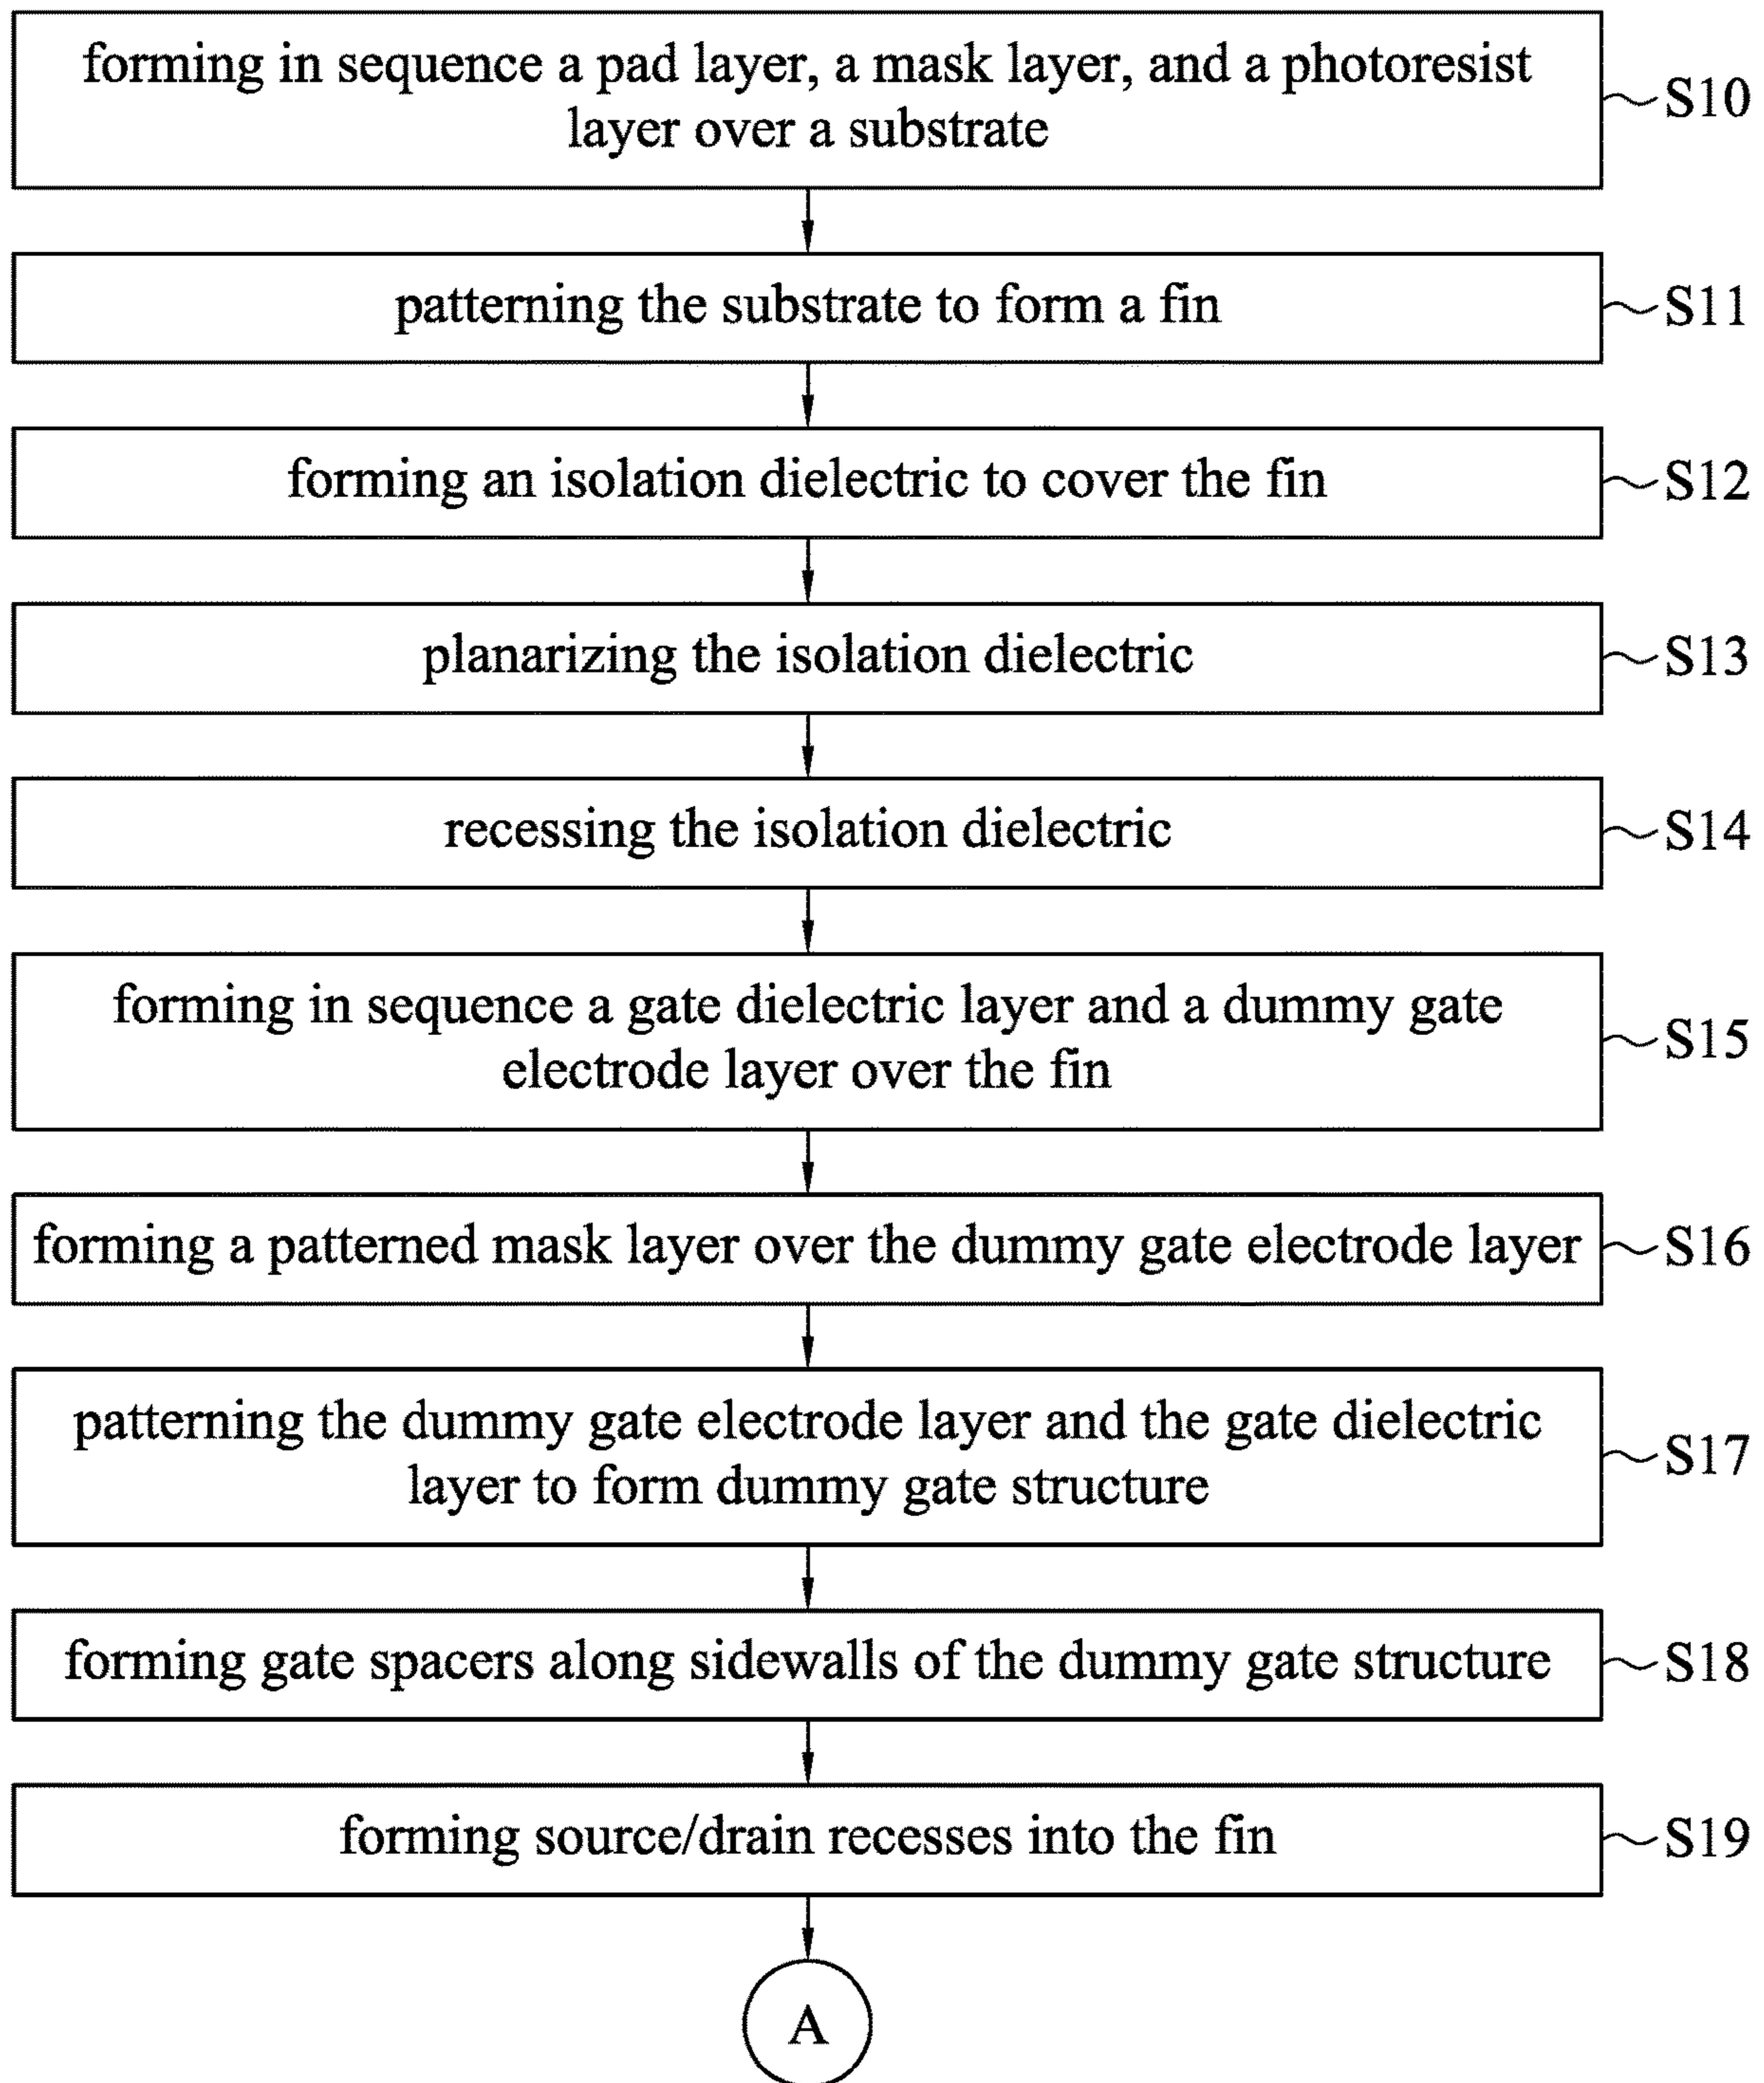 forming in sequence a pad layer, a mask layer, and a photoresist
layer over a substrate
S10
patterning the substrate to form a fin
S11
forming an isolation dielectric to cover the fin
S12
planarizing the isolation dielectric
S13
recessing the isolation dielectric
S14
forming in sequence a gate dielectric layer and a dummy gate
electrode layer over the fin
S15
forming a patterned mask layer over the dummy gate electrode layer
S16
patterning the dummy gate electrode layer and the gate dielectric
layer to form dummy gate structure
S17
forming gate spacers along sidewalls of the dummy gate structure
S18
forming source/drain recesses into the fin
S19
A